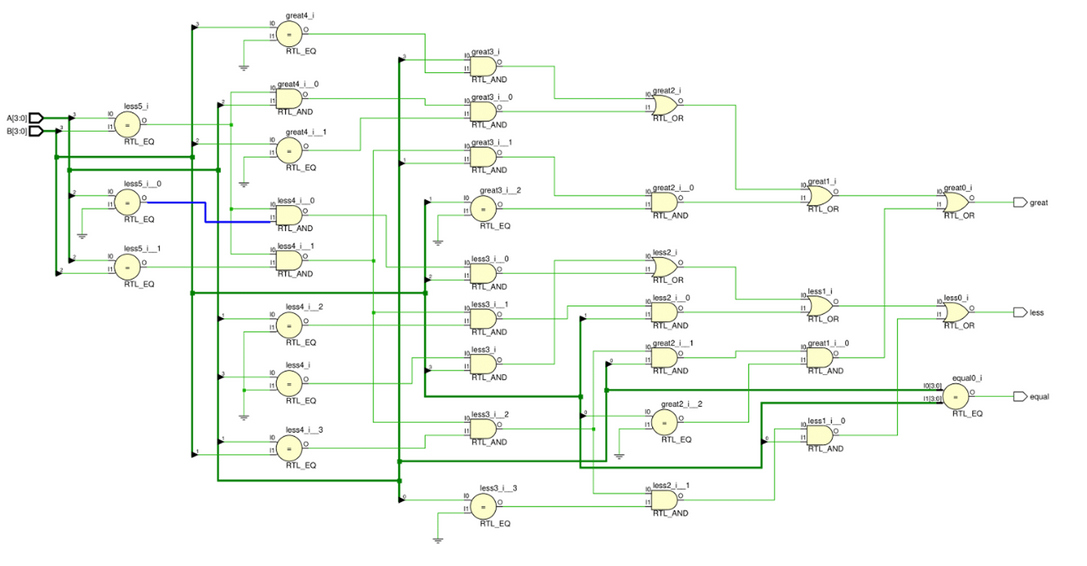 great4_i
I0 O
I1
=
RTL_EQ
great3_i
I0 O
I1
RTL_AND
great4_i__0
I0 O
I1
RTL_AND
great3_i__0
I0 O
I1
RTL_AND
great2_i
I0 O
I1
RTL_OR
less5_i
A[3:0]
B[3:0]
I0 O
I1
=
RTL_EQ
great4_i__1
I0 O
I1
=
RTL_EQ
great3_i__1
I0 O
I1
RTL_AND
less5_i__0
I0 O
I1
=
RTL_EQ
less4_i__0
I0 O
I1
RTL_AND
great3_i__2
I0 O
I1
=
RTL_EQ
great2_i__0
I0 O
I1
RTL_AND
great1_i
I0 O
I1
RTL_OR
great0_i
I0 O
I1
RTL_OR
great
less5_i__1
I0 O
I1
=
RTL_EQ
less4_i__1
I0 O
I1
RTL_AND
less3_i__0
I0 O
I1
RTL_AND
less2_i
I0 O
I1
RTL_OR
less4_i__2
I0 O
I1
=
RTL_EQ
less3_i__1
I0 O
I1
RTL_AND
less2_i__0
I0 O
I1
RTL_AND
less1_i
I0 O
I1
RTL_OR
less0_i
I0 O
I1
RTL_OR
less
less4_i
I0 O
I1
=
RTL_EQ
less3_i
I0 O
I1
RTL_AND
great2_i__1
I0 O
I1
RTL_AND
great1_i__0
I0 O
I1
RTL_AND
equal0_i
I0[3:0]
I1[3:0]
O
=
RTL_EQ
equal
less4_i__3
I0 O
I1
=
RTL_EQ
less3_i__2
I0 O
I1
RTL_AND
great2_i__2
I0 O
I1
=
RTL_EQ
less1_i__0
I0 O
I1
RTL_AND
less3_i__3
I0 O
I1
=
RTL_EQ
less2_i__1
I0 O
I1
RTL_AND